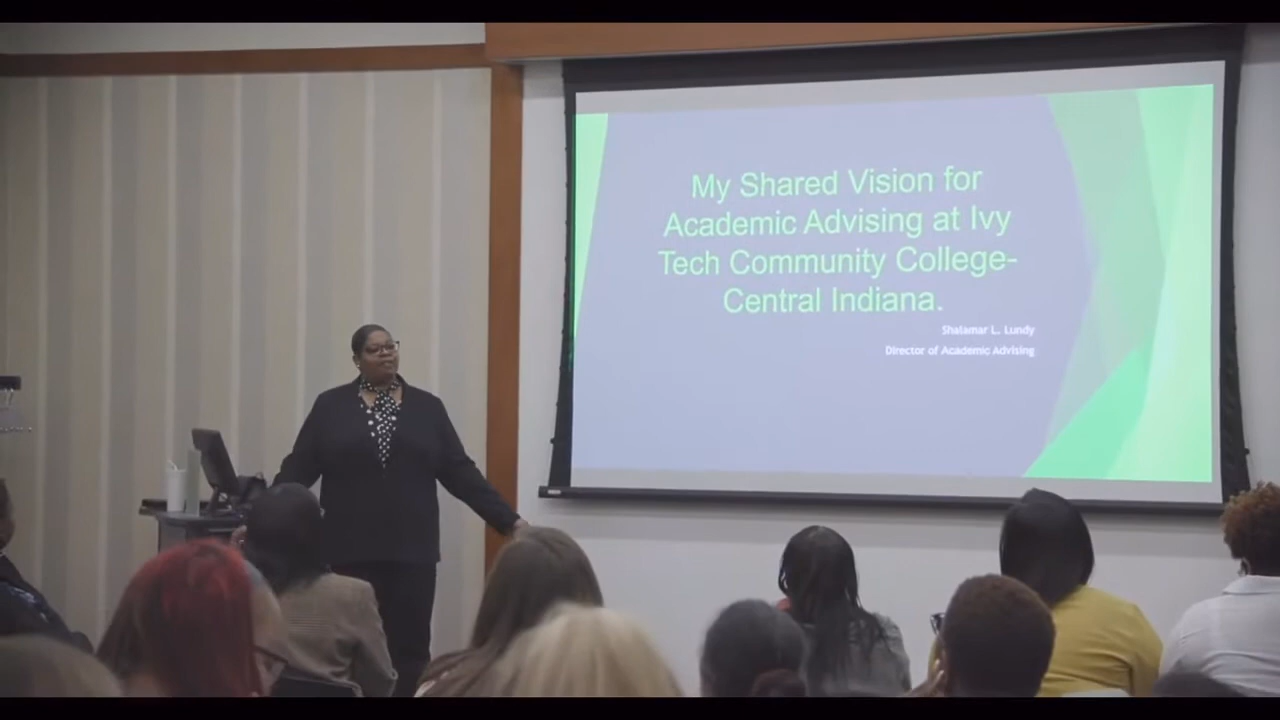 My Shared Vision for
Academic Advising at Ivy
Tech Community College-
Central Indiana.
Shalamar L. Lundy
Director of Academic Advising